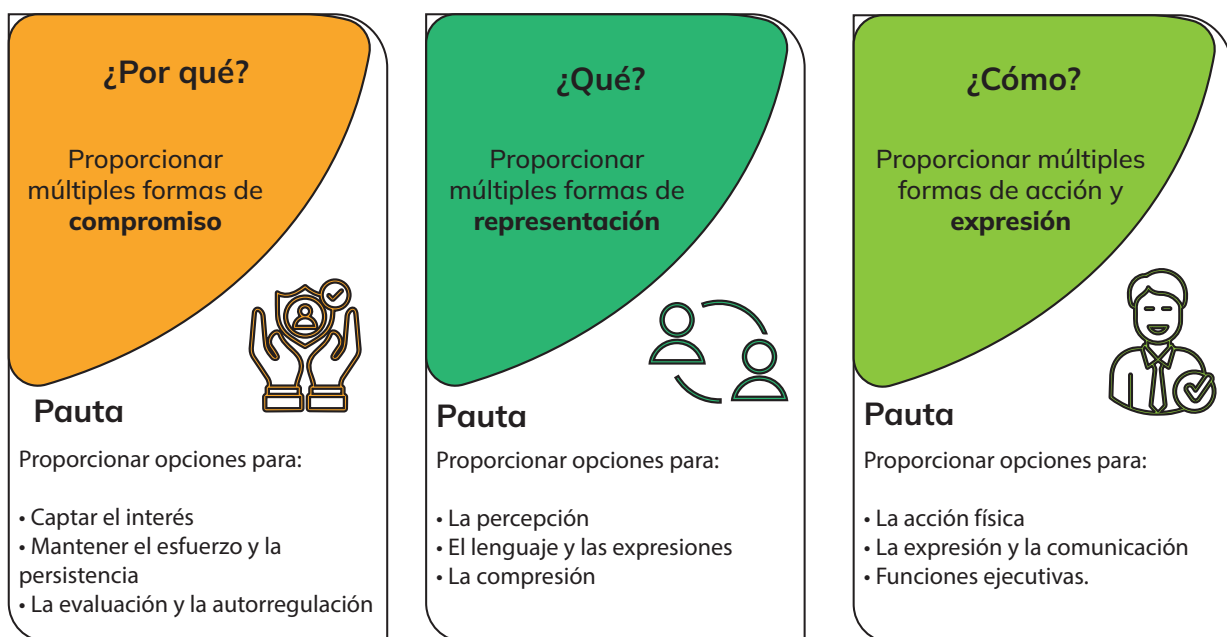 ¿Por qué?
Proporcionar
múltiples formas de
compromiso
Pauta
Proporcionar opciones para:
• Captar el interés
• Mantener el esfuerzo y la
persistencia
• La evaluación y la autorregulación
¿Qué?
Proporcionar
múltiples formas de
representación
Pauta
Proporcionar opciones para:
• La percepción
• El lenguaje y las expresiones
• La compresión
¿Cómo?
Proporcionar múltiples
formas de acción y
expresión
Pauta
Proporcionar opciones para:
• La acción física
• La expresión y la comunicación
• Funciones ejecutivas.